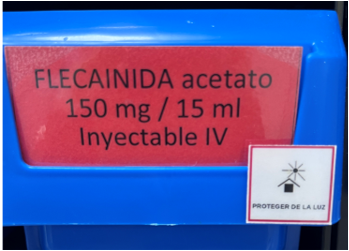 FLECAINIDA acetato
150 mg / 15 ml
Inyectable IV
PROTEGER DE LA LUZ